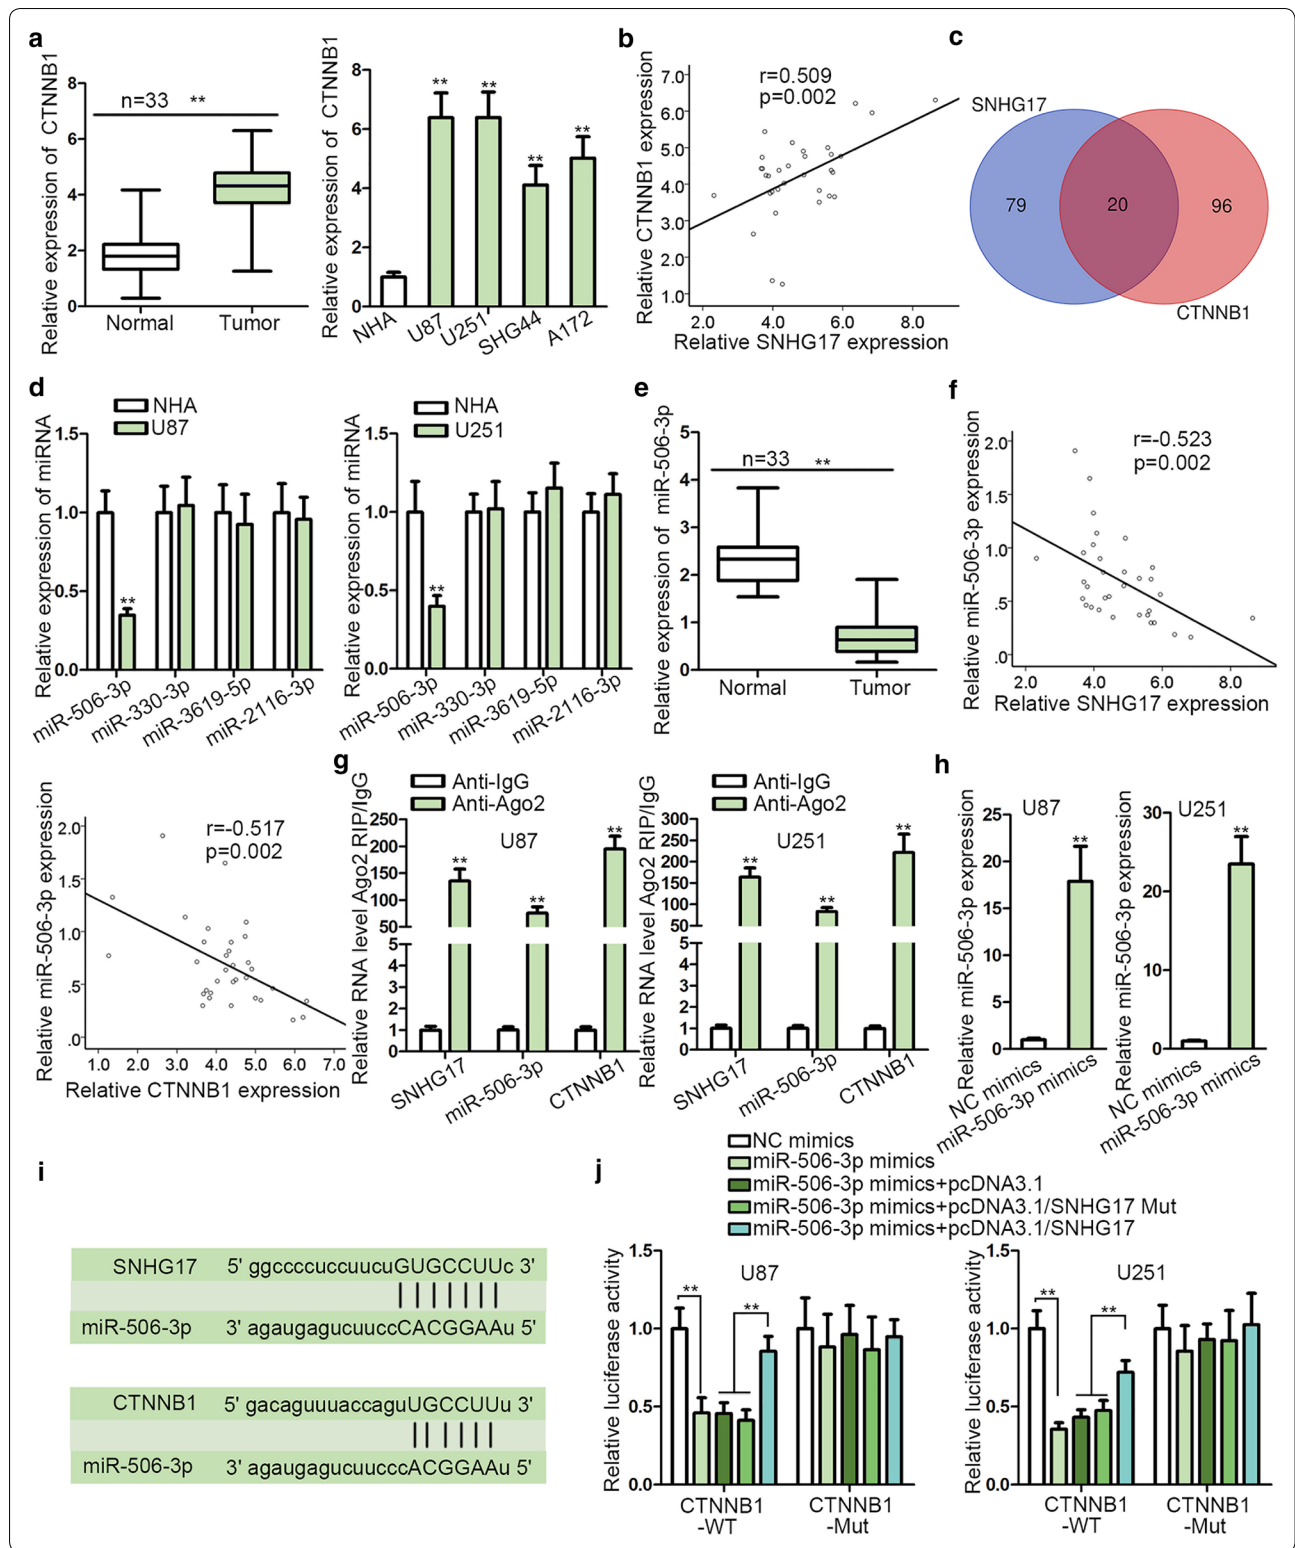 a
Relative expression of CTNNB1
8
6
4
2
0
n=33 **
Normal
Tumor
Relative expression of CTNNB1
8
6
4
2
0
**
**
**
**
NHA
U87
U251
SHG44
A172
b
Relative CTNNB1 expression
7.0
6.0
5.0
4.0
3.0
2.0
1.0
r=0.509
p=0.002
2.0 4.0 6.0 8.0
Relative SNHG17 expression
c
SNHG17
79
20
96
CTNNB1
d
NHA
U87
Relative expression of miRNA
1.5
1.0
0.5
0.0
**
miR-506-3p
miR-330-3p
miR-3619-5p
miR-2116-3p
NHA
U251
Relative expression of miRNA
1.5
1.0
0.5
0.0
**
miR-506-3p
miR-330-3p
miR-3619-5p
miR-2116-3p
e
Relative expression of miR-506-3p
5
4
3
2
1
0
n=33 **
Normal
Tumor
f
Relative miR-506-3p expression
2.0
1.5
1.0
.5
.0
r=-0.523
p=0.002
2.0 4.0 6.0 8.0
Relative SNHG17 expression
Relative miR-506-3p expression
2.0
1.5
1.0
.5
.0
r=-0.517
p=0.002
1.0 2.0 3.0 4.0 5.0 6.0 7.0
Relative CTNNB1 expression
g
Anti-IgG
Anti-Ago2
Relative RNA level Ago2 RIP/IgG
250
200
150
100
50
5
4
3
2
1
0
U87
**
**
**
SNHG17
miR-506-3p
CTNNB1
Anti-IgG
Anti-Ago2
Relative RNA level Ago2 RIP/IgG
300
250
200
150
100
50
5
4
3
2
1
0
U251
**
**
**
SNHG17
miR-506-3p
CTNNB1
h
Relative miR-506-3p expression
25
20
15
10
5
0
U87
**
NC mimics
miR-506-3p mimics
Relative miR-506-3p expression
30
20
10
0
U251
**
NC mimics
miR-506-3p mimics
i
SNHG17 5' ggccccuccuucuGUGCCUUc 3'
miR-506-3p 3' agaugagucuuccCACGGAAu 5'
CTNNB1 5' gacaguuuaccaguUGCCUUu 3'
miR-506-3p 3' agaugagucuucccACGGAAu 5'
j
NC mimics
miR-506-3p mimics
miR-506-3p mimics+pcDNA3.1
miR-506-3p mimics+pcDNA3.1/SNHG17 Mut
miR-506-3p mimics+pcDNA3.1/SNHG17
Relative luciferase activity
1.5
1.0
0.5
0.0
U87
**
**
CTNNB1
-WT
CTNNB1
-Mut
Relative luciferase activity
1.5
1.0
0.5
0.0
U251
**
**
CTNNB1
-WT
CTNNB1
-Mut